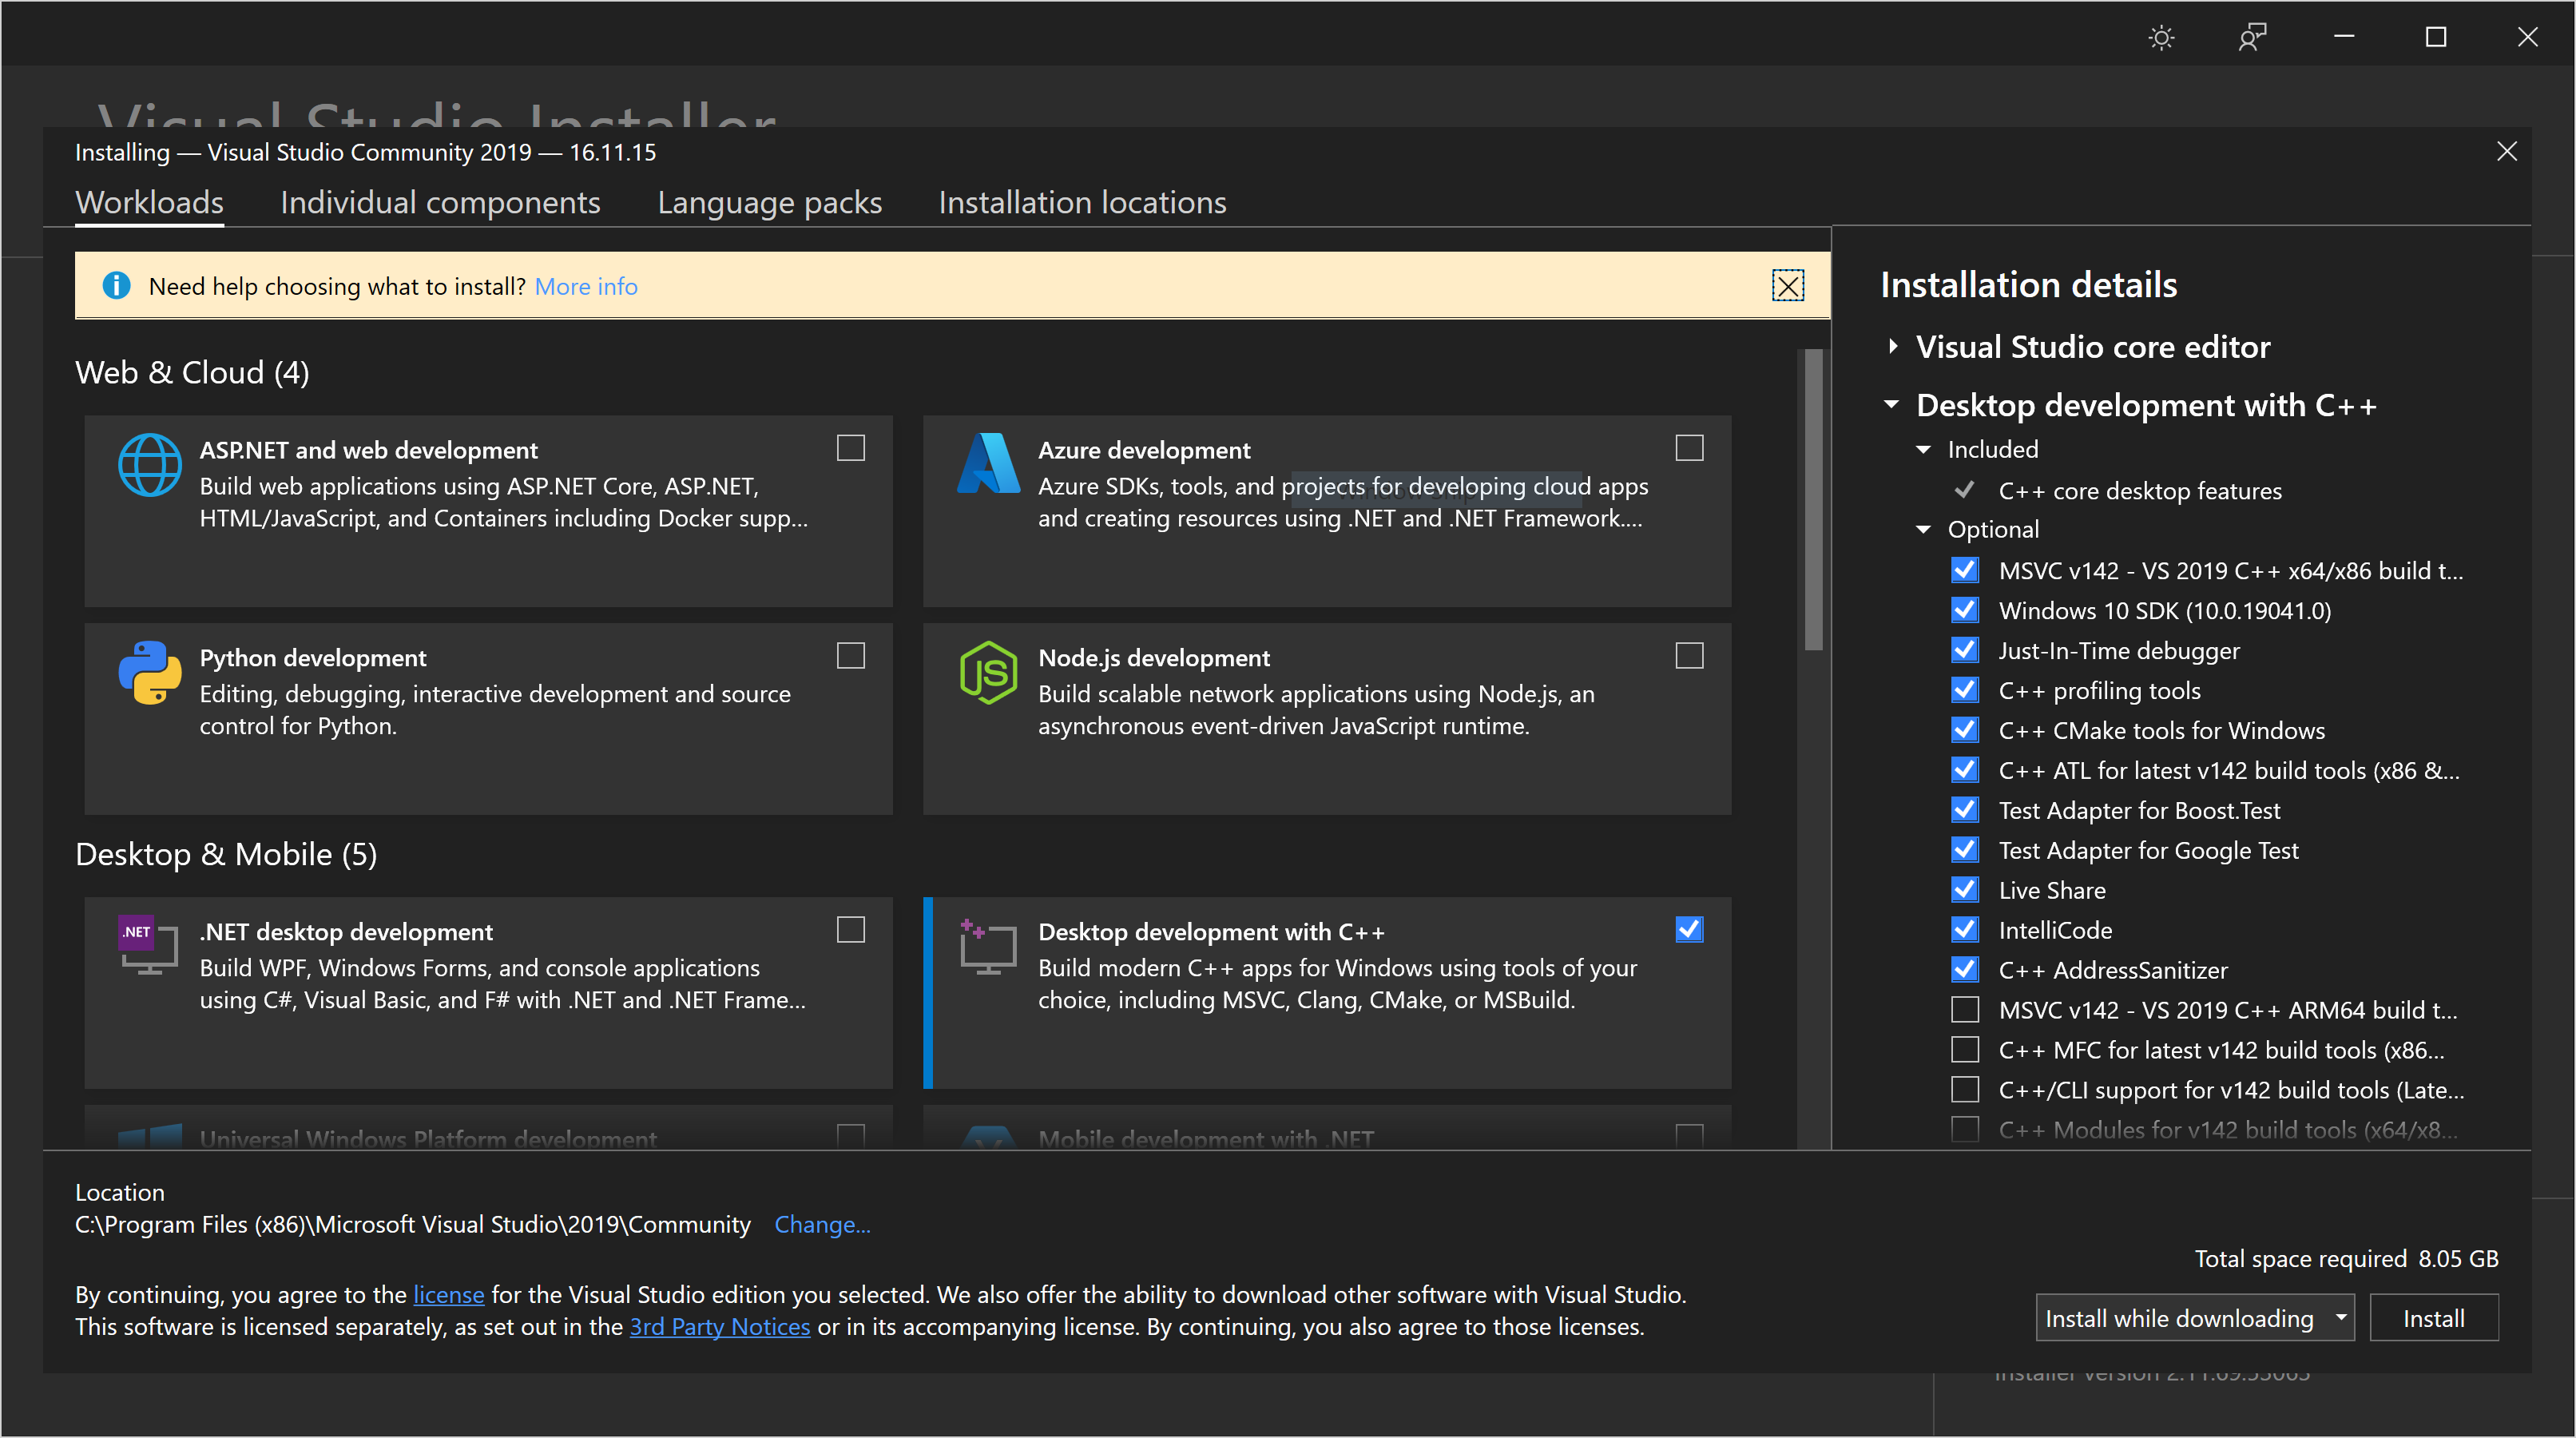 Visual Studio Installer
Installing — Visual Studio Community 2019 — 16.11.15
Workloads Individual components Language packs Installation locations
Need help choosing what to install? More info
Web & Cloud (4)
ASP.NET and web development
Build web applications using ASP.NET Core, ASP.NET,
HTML/JavaScript, and Containers including Docker supp...
Azure development
Azure SDKs, tools, and projects for developing cloud apps
and creating resources using .NET and .NET Framework....
Python development
Editing, debugging, interactive development and source
control for Python.
JS
Node.js development
Build scalable network applications using Node.js, an
asynchronous event-driven JavaScript runtime.
Desktop & Mobile (5)
.NET
.NET desktop development
Build WPF, Windows Forms, and console applications
using C#, Visual Basic, and F# with .NET and .NET Frame...
Desktop development with C++
Build modern C++ apps for Windows using tools of your
choice, including MSVC, Clang, CMake, or MSBuild.
Universal Windows Platform development
Mobile development with .NET
Installation details
Visual Studio core editor
Desktop development with C++
Included
C++ core desktop features
Optional
MSVC v142 - VS 2019 C++ x64/x86 build t...
Windows 10 SDK (10.0.19041.0)
Just-In-Time debugger
C++ profiling tools
C++ CMake tools for Windows
C++ ATL for latest v142 build tools (x86 &...
Test Adapter for Boost.Test
Test Adapter for Google Test
Live Share
IntelliCode
C++ AddressSanitizer
MSVC v142 - VS 2019 C++ ARM64 build t...
C++ MFC for latest v142 build tools (x86...
C++/CLI support for v142 build tools (Late...
C++ Modules for v142 build tools (x64/x8...
Location
C:\Program Files (x86)\Microsoft Visual Studio\2019\Community Change...
By continuing, you agree to the license for the Visual Studio edition you selected. We also offer the ability to download other software with Visual Studio.
This software is licensed separately, as set out in the 3rd Party Notices or in its accompanying license. By continuing, you also agree to those licenses.
Total space required 8.05 GB
Install while downloading
Install
Installer version